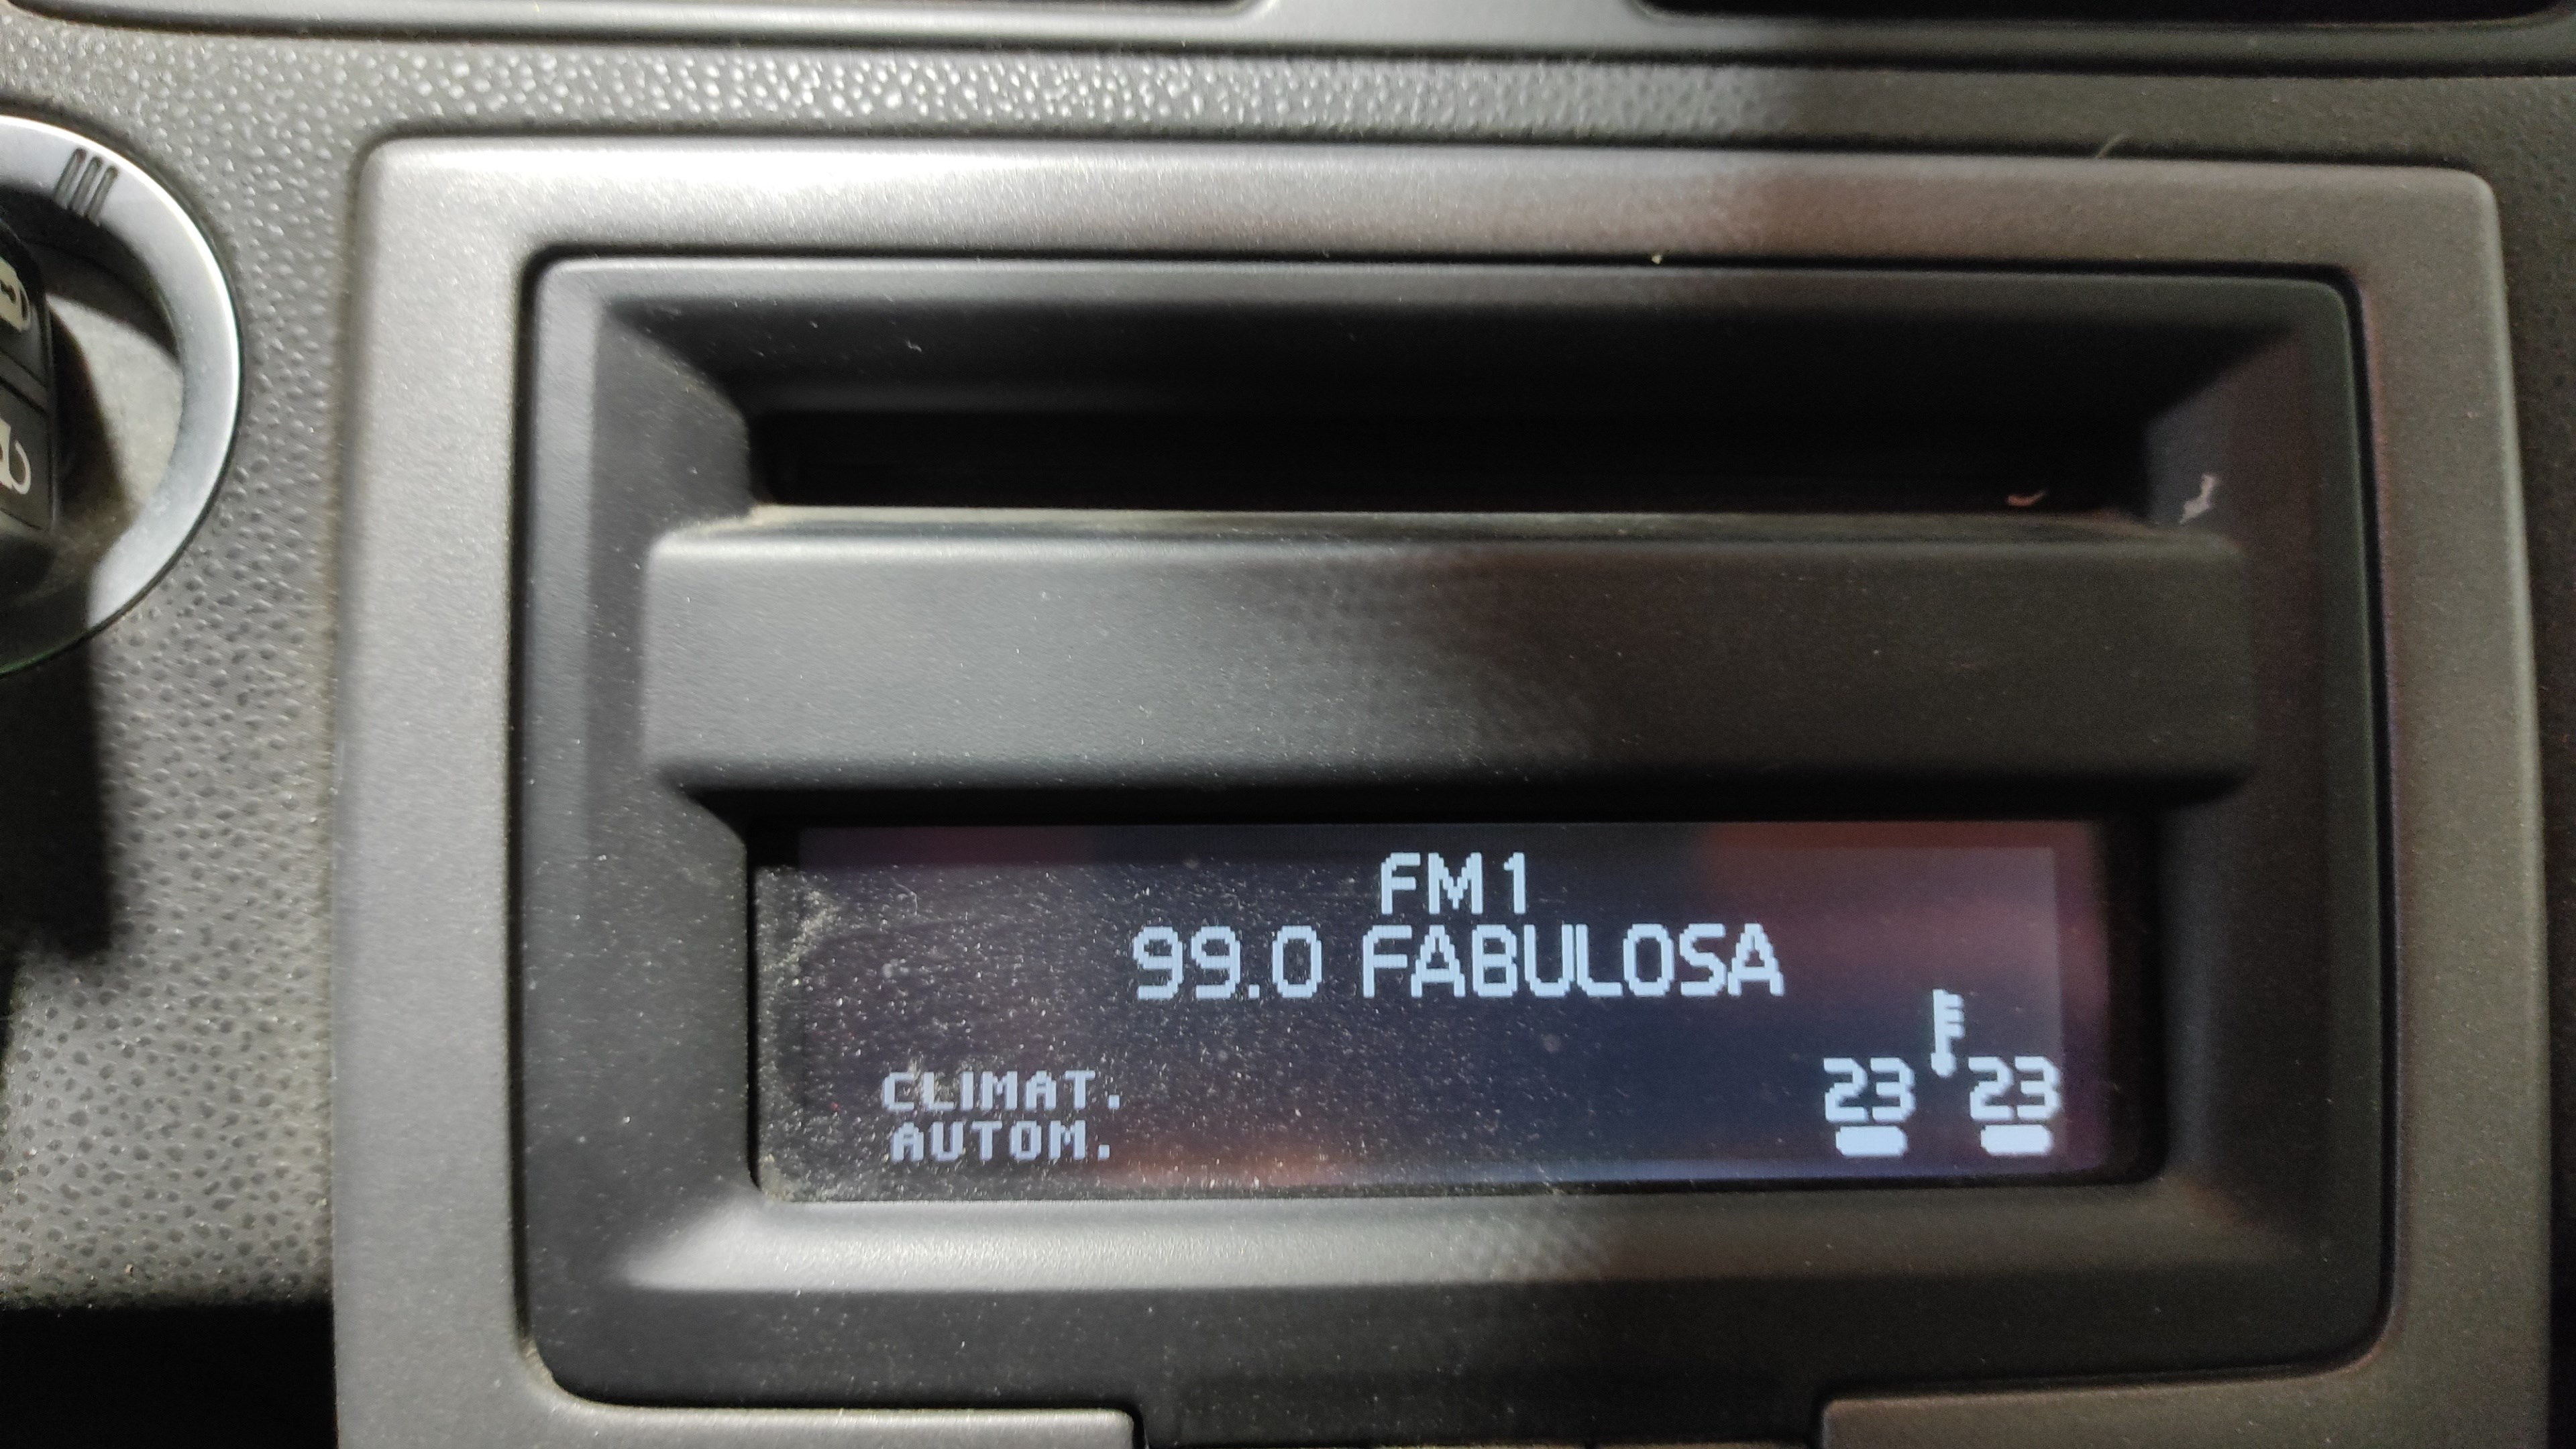 FM1
99.0 FABULOSA
23 23
CLIMAT.
AUTOM.